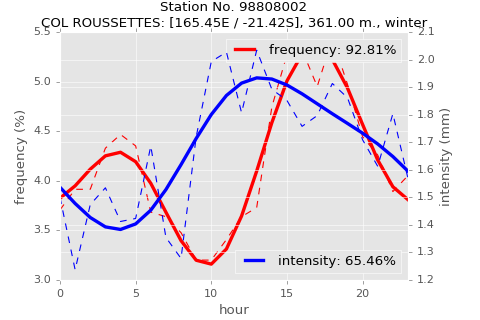 Station No. 98808002
COL ROUSSETTES: [165.45E / -21.42S], 361.00 m., winter
5.5
5.0
4.5
4.0
3.5
3.0
frequency (%)
frequency: 92.81%
intensity: 65.46%
2.1
2.0
1.9
1.8
1.7
1.6
1.5
1.4
1.3
1.2
intensity (mm)
0 5 10 15 20
hour